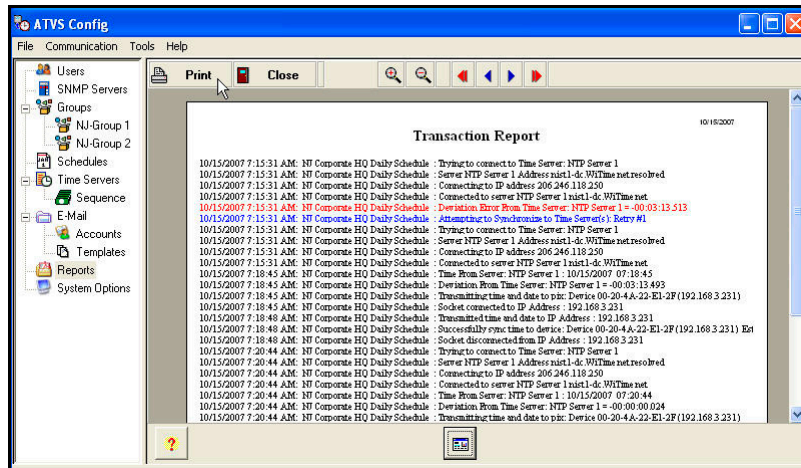 ATVS Config
File Communication Tools Help
Users
SNMP Servers
Groups
NJ-Group 1
NJ-Group 2
Schedules
Time Servers
Sequence
E-Mail
Accounts
Templates
Reports
System Options
Print Close
10/15/2007
Transaction Report
10/15/2007 7:15:31 AM: NJ Corporate HQ Daily Schedule : Trying to connect to Time Server: NTP Server 1
10/15/2007 7:15:31 AM: NJ Corporate HQ Daily Schedule : Server NTP Server 1 Address nist1-dc.WiTime.net resolved
10/15/2007 7:15:31 AM: NJ Corporate HQ Daily Schedule : Connecting to IP address 206.246.118.250
10/15/2007 7:15:31 AM: NJ Corporate HQ Daily Schedule : Connected to server NTP Server 1 nist1-dc.WiTime.net
10/15/2007 7:15:31 AM: NJ Corporate HQ Daily Schedule : Deviation Error From Time Server: NTP Server 1 = -00:03:13.513
10/15/2007 7:15:31 AM: NJ Corporate HQ Daily Schedule : Attempting to Synchronize to Time Server(s): Retry #1
10/15/2007 7:15:31 AM: NJ Corporate HQ Daily Schedule : Trying to connect to Time Server: NTP Server 1
10/15/2007 7:15:31 AM: NJ Corporate HQ Daily Schedule : Server NTP Server 1 Address nist1-dc.WiTime.net resolved
10/15/2007 7:15:31 AM: NJ Corporate HQ Daily Schedule : Connecting to IP address 206.246.118.250
10/15/2007 7:15:31 AM: NJ Corporate HQ Daily Schedule : Connected to server NTP Server 1 nist1-dc.WiTime.net
10/15/2007 7:18:45 AM: NJ Corporate HQ Daily Schedule : Time From Server: NTP Server 1 : 10/15/2007 07:18:45
10/15/2007 7:18:45 AM: NJ Corporate HQ Daily Schedule : Deviation From Time Server: NTP Server 1 = -00:03:13.493
10/15/2007 7:18:45 AM: NJ Corporate HQ Daily Schedule : Transmitting time and date to pix: Device 00-20-4A-22-E1-2F (192.168.3.231)
10/15/2007 7:18:45 AM: NJ Corporate HQ Daily Schedule : Socket connected to IP Address : 192.168.3.231
10/15/2007 7:18:48 AM: NJ Corporate HQ Daily Schedule : Transmitted time and date to IP Address : 192.168.3.231
10/15/2007 7:18:48 AM: NJ Corporate HQ Daily Schedule : Successfully sync time to device: Device 00-20-4A-22-E1-2F (192.168.3.231) Est
10/15/2007 7:18:48 AM: NJ Corporate HQ Daily Schedule : Socket disconnected from IP Address : 192.168.3.231
10/15/2007 7:20:44 AM: NJ Corporate HQ Daily Schedule : Trying to connect to Time Server: NTP Server 1
10/15/2007 7:20:44 AM: NJ Corporate HQ Daily Schedule : Server NTP Server 1 Address nist1-dc.WiTime.net resolved
10/15/2007 7:20:44 AM: NJ Corporate HQ Daily Schedule : Connecting to IP address 206.246.118.250
10/15/2007 7:20:44 AM: NJ Corporate HQ Daily Schedule : Connected to server NTP Server 1 nist1-dc.WiTime.net
10/15/2007 7:20:44 AM: NJ Corporate HQ Daily Schedule : Time From Server: NTP Server 1 : 10/15/2007 07:20:44
10/15/2007 7:20:44 AM: NJ Corporate HQ Daily Schedule : Deviation From Time Server: NTP Server 1 = -00:00:00.024
10/15/2007 7:20:44 AM: NJ Corporate HQ Daily Schedule : Transmitting time and date to pix: Device 00-20-4A-22-E1-2F (192.168.3.231)